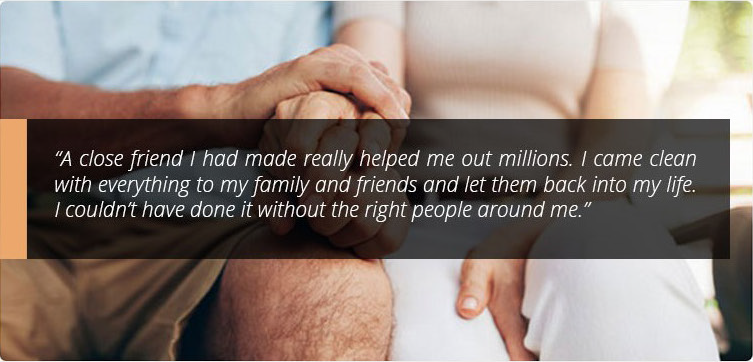 “A close friend I had made really helped me out millions. I came clean
with everything to my family and friends and let them back into my life.
I couldn’t have done it without the right people around me.”